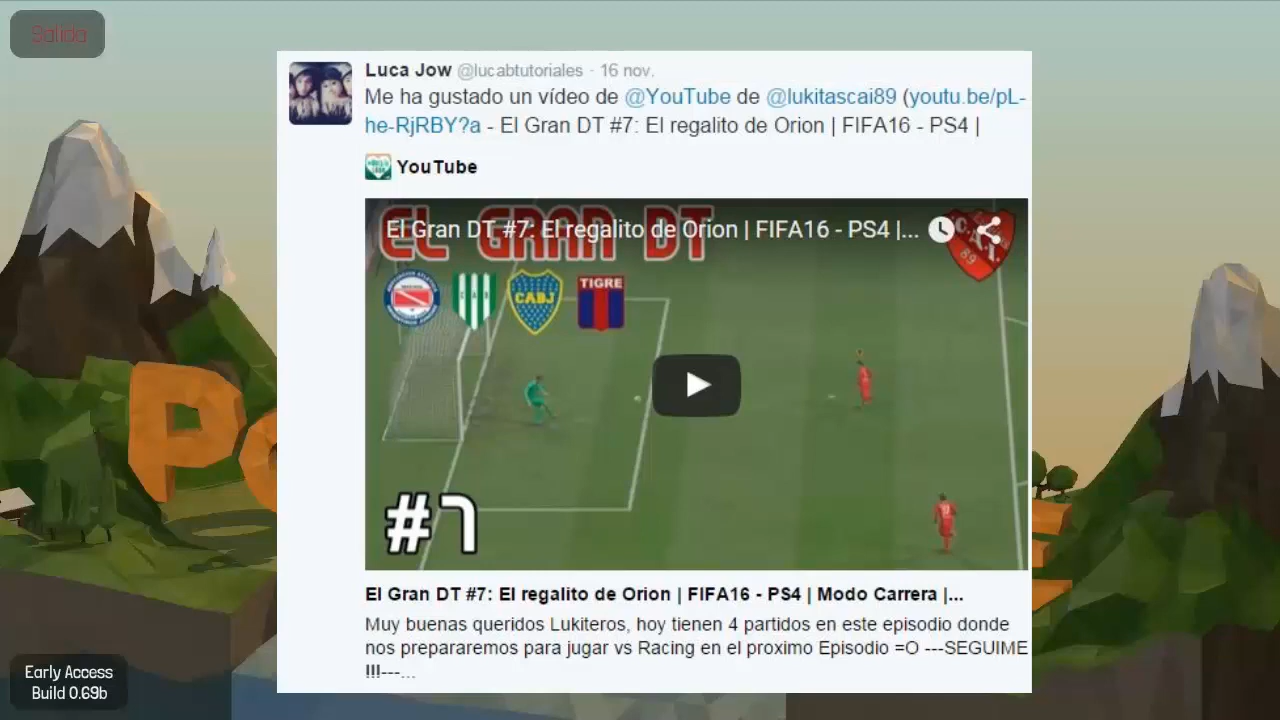 Salida
Luca Jow @lucabtutoriales · 16 nov.
Me ha gustado un vídeo de @YouTube de @lukitascai89 (youtu.be/pL-
he-RjRBY?a - El Gran DT #7: El regalito de Orion | FIFA16 - PS4 |
YouTube
EL GRAN DT
El Gran DT #7: El regalito de Orion | FIFA16 - PS4 |...
C.A.I.
89
CAB
CABJ
TIGRE
#7
Po
El Gran DT #7: El regalito de Orion | FIFA16 - PS4 | Modo Carrera |...
Muy buenas queridos Lukiteros, hoy tienen 4 partidos en este episodio donde
nos prepararemos para jugar vs Racing en el proximo Episodio =O ---SEGUIME
!!!---...
Early Access
Build 0.69b